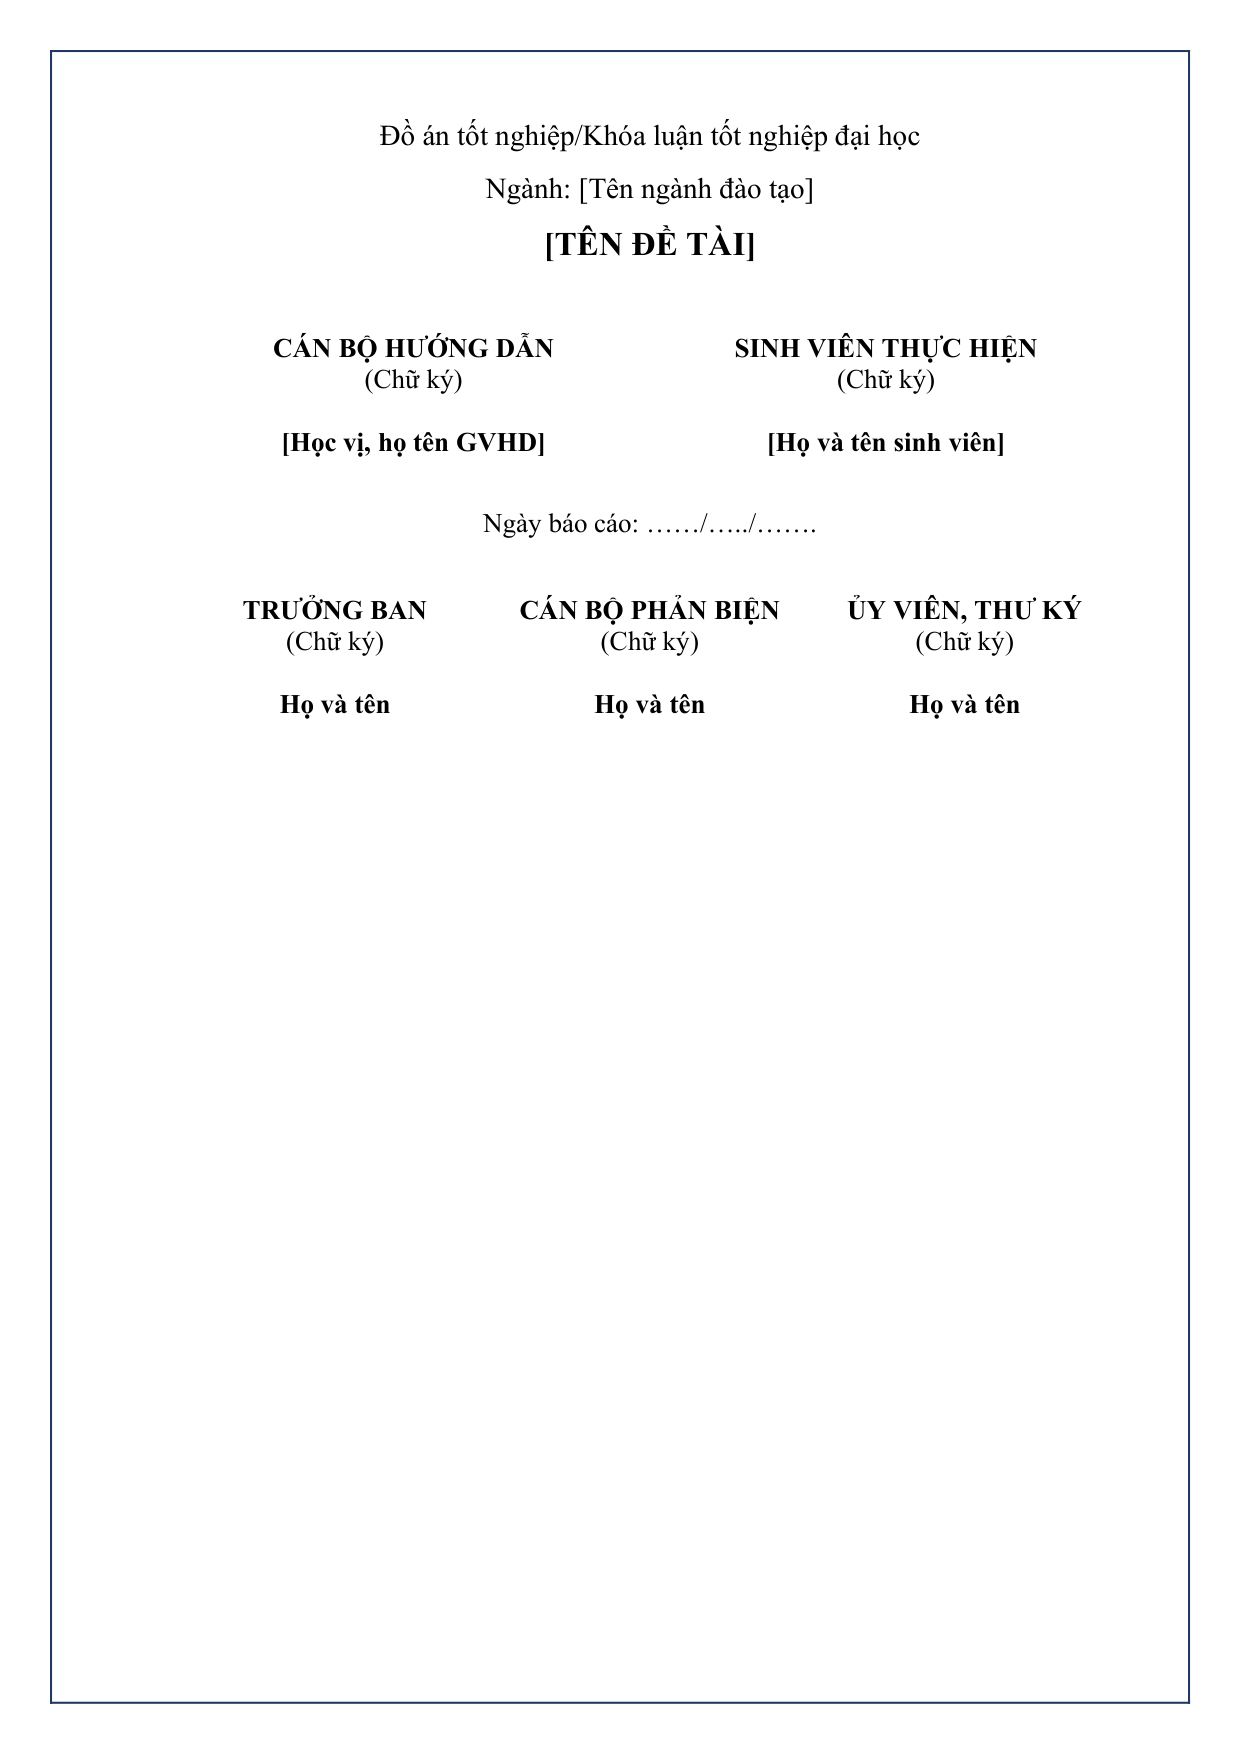 Đồ án tốt nghiệp/Khóa luận tốt nghiệp đại học
Ngành: [Tên ngành đào tạo]
[TÊN ĐỀ TÀI]
CÁN BỘ HƯỚNG DẪN SINH VIÊN THỰC HIỆN
(Chữ ký) (Chữ ký)
[Học vị, họ tên GVHD] [Họ và tên sinh viên]
Ngày báo cáo: ……/…../…….
TRƯỞNG BAN CÁN BỘ PHẢN BIỆN ỦY VIÊN, THƯ KÝ
(Chữ ký) (Chữ ký) (Chữ ký)
Họ và tên Họ và tên Họ và tên